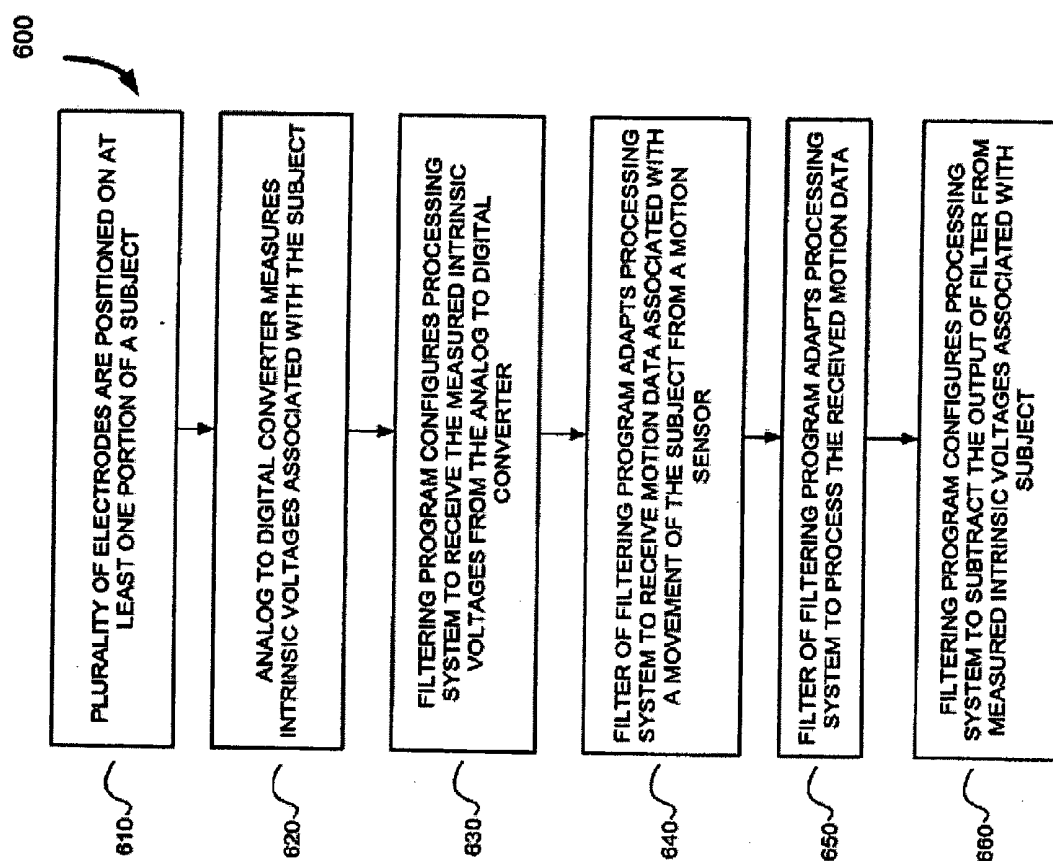 600
610
PLURALITY OF ELECTRODES ARE POSITIONED ON AT
LEAST ONE PORTION OF A SUBJECT
620
ANALOG TO DIGITAL CONVERTER MEASURES
INTRINSIC VOLTAGES ASSOCIATED WITH THE SUBJECT
630
FILTERING PROGRAM CONFIGURES PROCESSING
SYSTEM TO RECEIVE THE MEASURED INTRINSIC
VOLTAGES FROM THE ANALOG TO DIGITAL
CONVERTER
640
FILTER OF FILTERING PROGRAM ADAPTS PROCESSING
SYSTEM TO RECEIVE MOTION DATA ASSOCIATED WITH
A MOVEMENT OF THE SUBJECT FROM A MOTION
SENSOR
650
FILTER OF FILTERING PROGRAM ADAPTS PROCESSING
SYSTEM TO PROCESS THE RECEIVED MOTION DATA
660
FILTERING PROGRAM CONFIGURES PROCESSING
SYSTEM TO SUBTRACT THE OUTPUT OF FILTER FROM
MEASURED INTRINSIC VOLTAGES ASSOCIATED WITH
SUBJECT